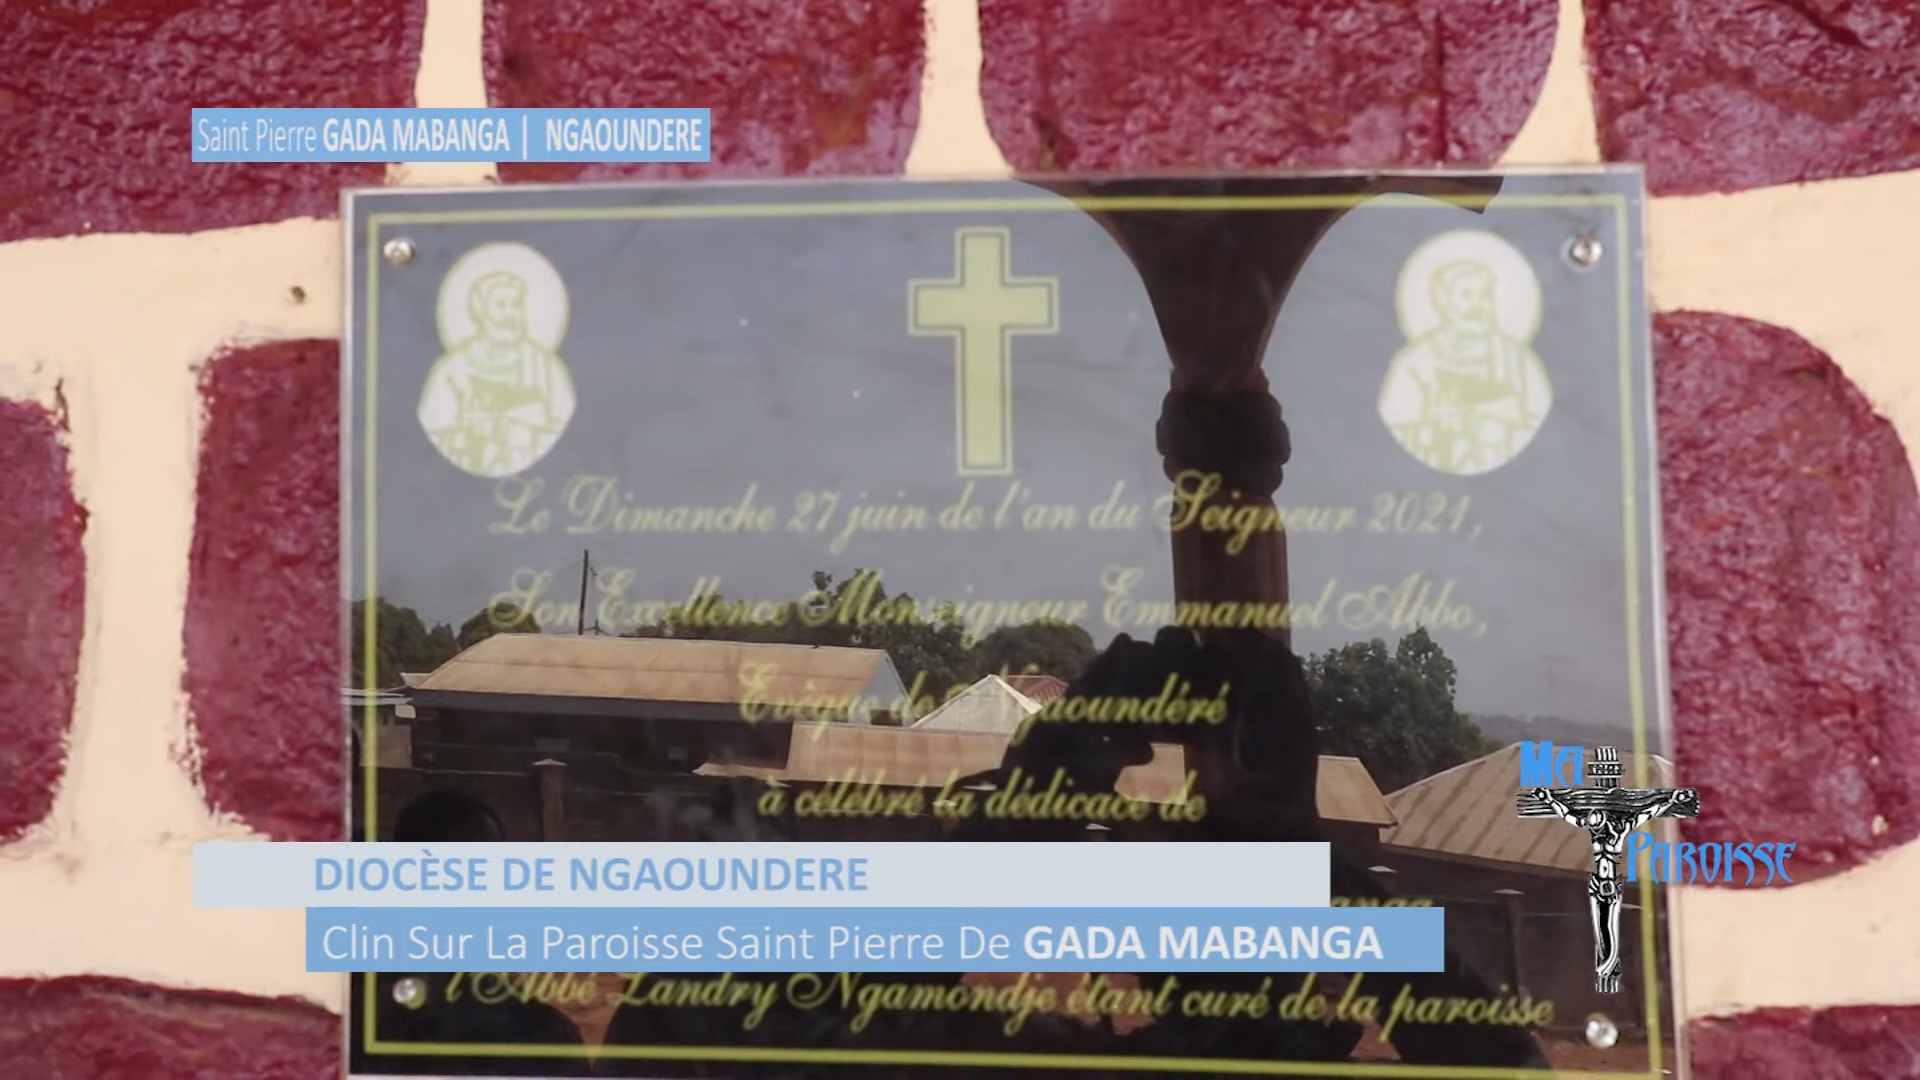 Saint Pierre GADA MABANGA | NGAOUNDERE
Le Dimanche 27 juin de l'an du Seigneur 2021,
Son Excellence Monseigneur Emmanuel Abbo,
Evêque de Ngaoundéré
à célébré la dédicace de
MA
PAROISSE
DIOCÈSE DE NGAOUNDERE
Clin Sur La Paroisse Saint Pierre De GADA MABANGA
l'Abbé Landry Ngamondje étant curé de la paroisse